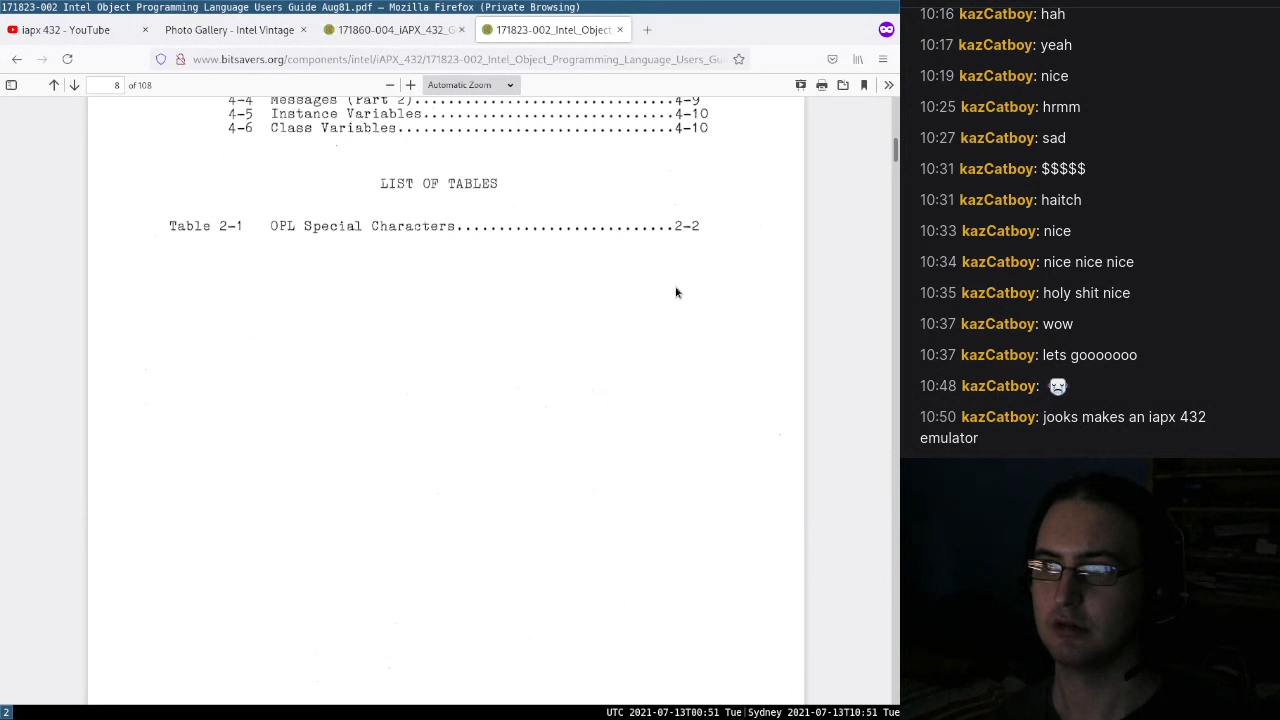 171823-002 Intel Object Programming Language Users Guide Aug81.pdf — Mozilla Firefox (Private Browsing)
iapx 432 - YouTube
Photo Gallery - Intel Vintage
171860-004_iAPX_432_G
171823-002_Intel_Object
www.bitsavers.org/components/intel/iAPX_432/171823-002_Intel_Object_Programming_Language_Users_Gui
8 of 108
Automatic Zoom
4-4 Messages (Part 2)...............................4-9
4-5 Instance Variables..............................4-10
4-6 Class Variables.................................4-10
LIST OF TABLES
Table 2-1 OPL Special Characters..........................2-2
2
UTC 2021-07-13T00:51 Tue Sydney 2021-07-13T10:51 Tue
10:16 kazCatboy: hah
10:17 kazCatboy: yeah
10:19 kazCatboy: nice
10:25 kazCatboy: hrmm
10:27 kazCatboy: sad
10:31 kazCatboy: $$$$$
10:31 kazCatboy: haitch
10:33 kazCatboy: nice
10:34 kazCatboy: nice nice nice
10:35 kazCatboy: holy shit nice
10:37 kazCatboy: wow
10:37 kazCatboy: lets gooooooo
10:48 kazCatboy:
10:50 kazCatboy: jooks makes an iapx 432
emulator